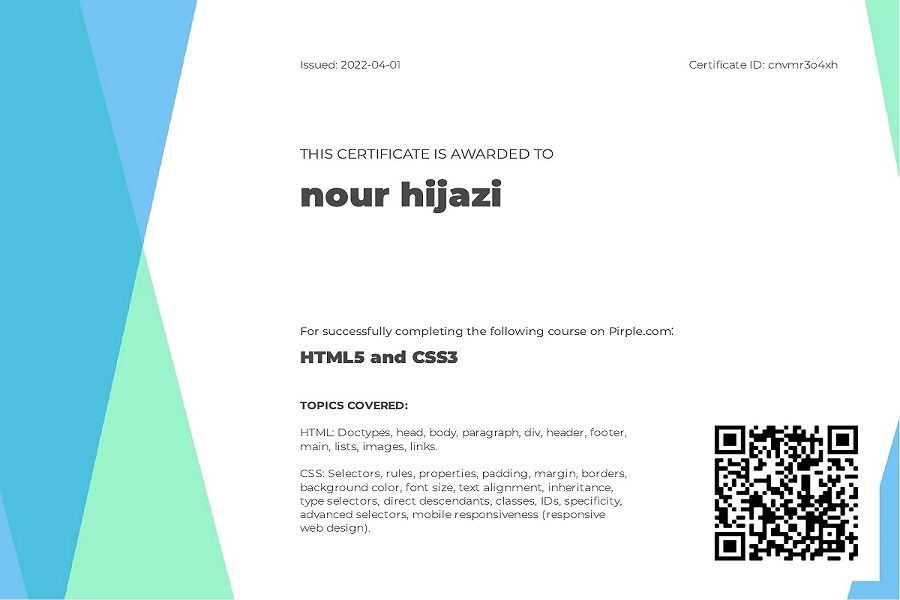 Issued: 2022-04-01
Certificate ID: cnvmr3o4xh
THIS CERTIFICATE IS AWARDED TO
nour hijazi
For successfully completing the following course on Pirple.com:
HTML5 and CSS3
TOPICS COVERED:
HTML: Doctypes, head, body, paragraph, div, header, footer,
main, lists, images, links.
CSS: Selectors, rules, properties, padding, margin, borders,
background color, font size, text alignment, inheritance,
type selectors, direct descendants, classes, IDs, specificity,
advanced selectors, mobile responsiveness (responsive
web design).